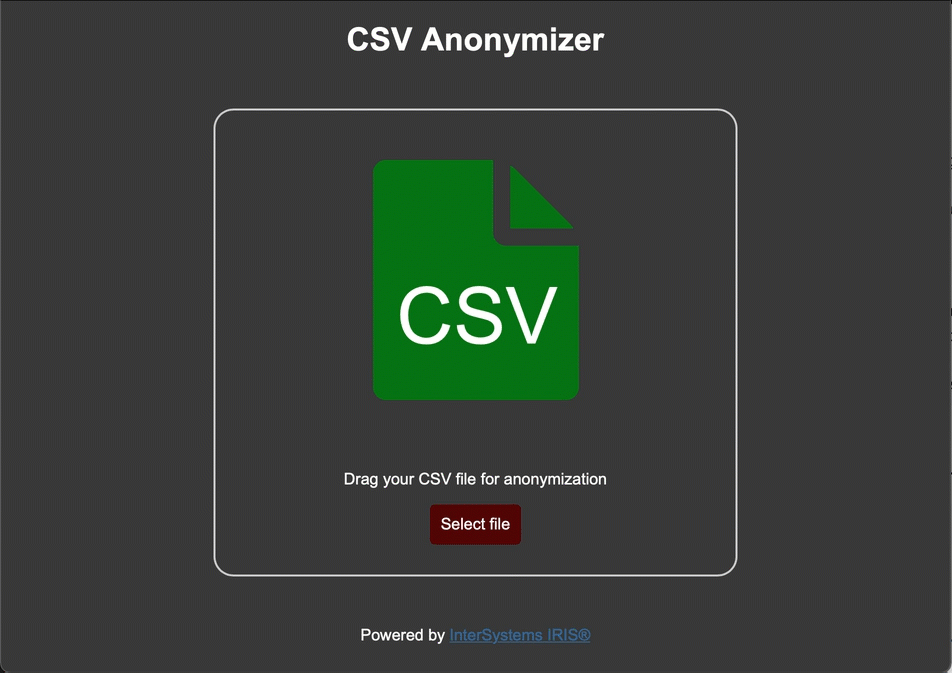 CSV Anonymizer
CSV
Drag your CSV file for anonymization
Select file
Powered by InterSystems IRIS®